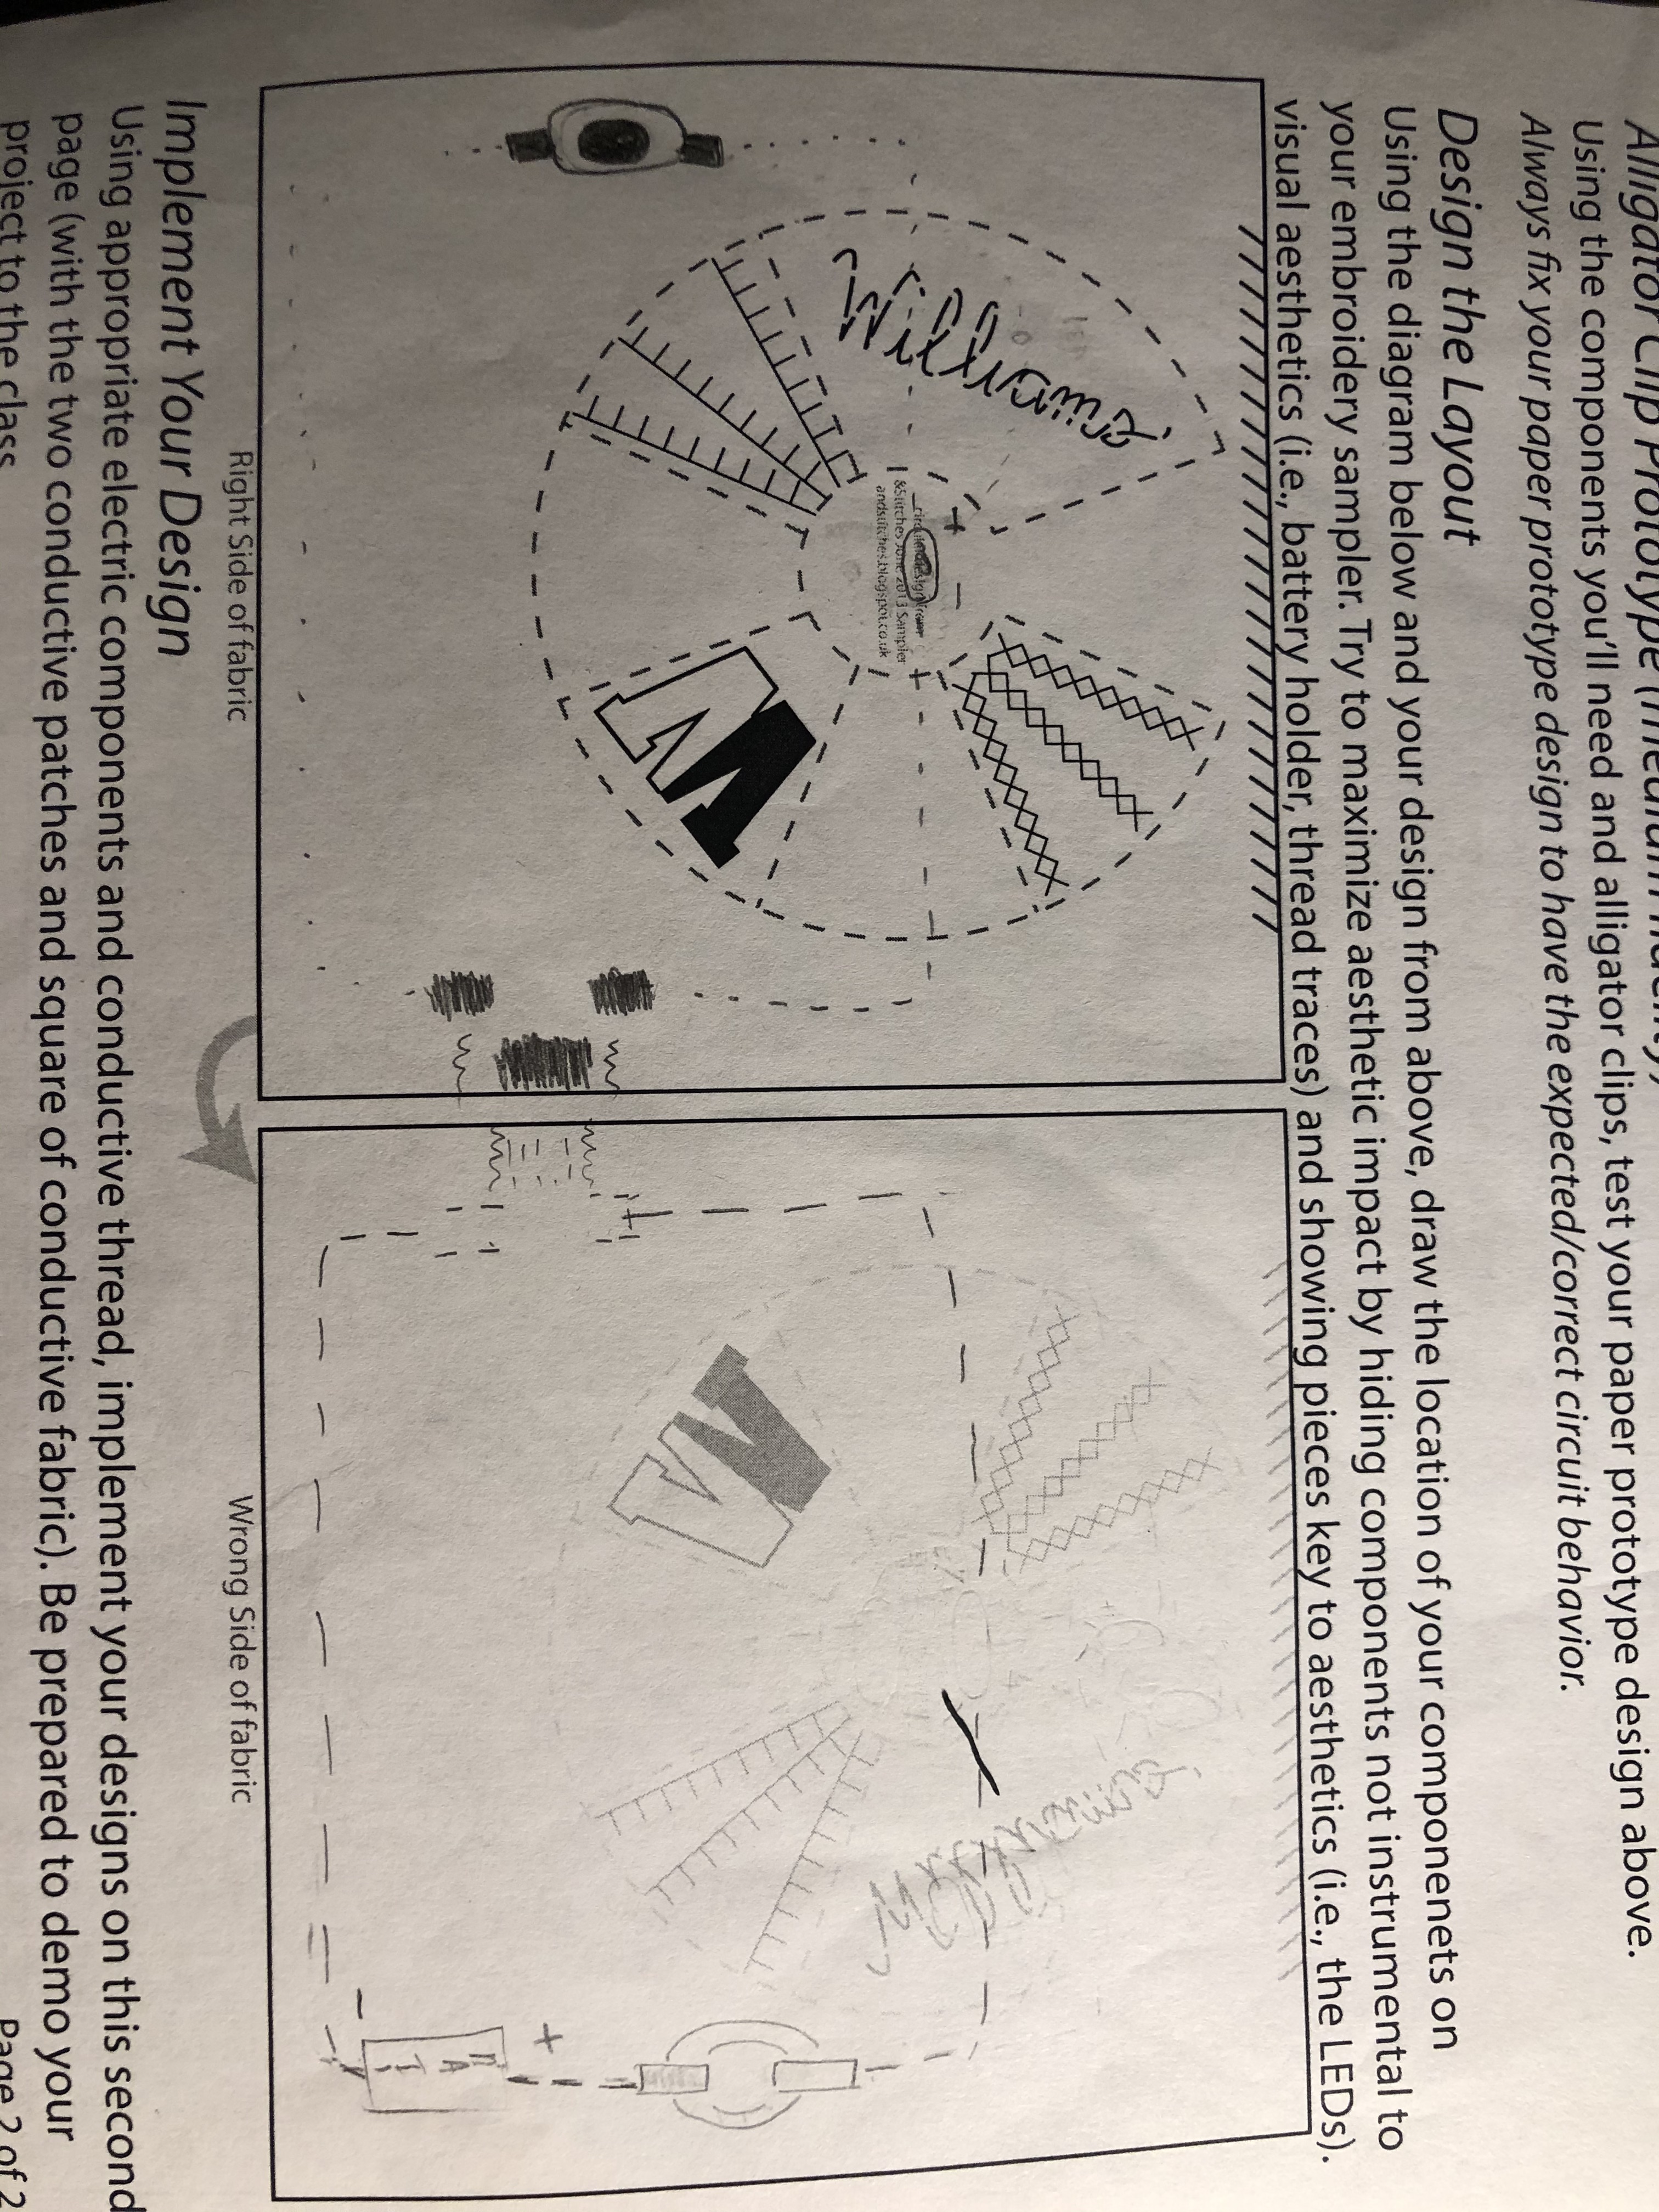 Alligator Clip Prototype (medium fidelity)
Using the components you'll need and alligator clips, test your paper prototype design above.
Always fix your paper prototype design to have the expected/correct circuit behavior.
Design the Layout
Using the diagram below and your design from above, draw the location of your componenets on
your embroidery sampler. Try to maximize aesthetic impact by hiding components not instrumental to
visual aesthetics (i.e., battery holder, thread traces) and showing pieces key to aesthetics (i.e., the LEDs).
Williams
+
from
&Stitches June 2013 Sampler
andstitches.blogspot.co.uk
W
W
+
-
BATT
Right Side of fabric
Wrong Side of fabric
Implement Your Design
Using appropriate electric components and conductive thread, implement your designs on this second
page (with the two conductive patches and square of conductive fabric). Be prepared to demo your
project to the class
Page 2 of 2